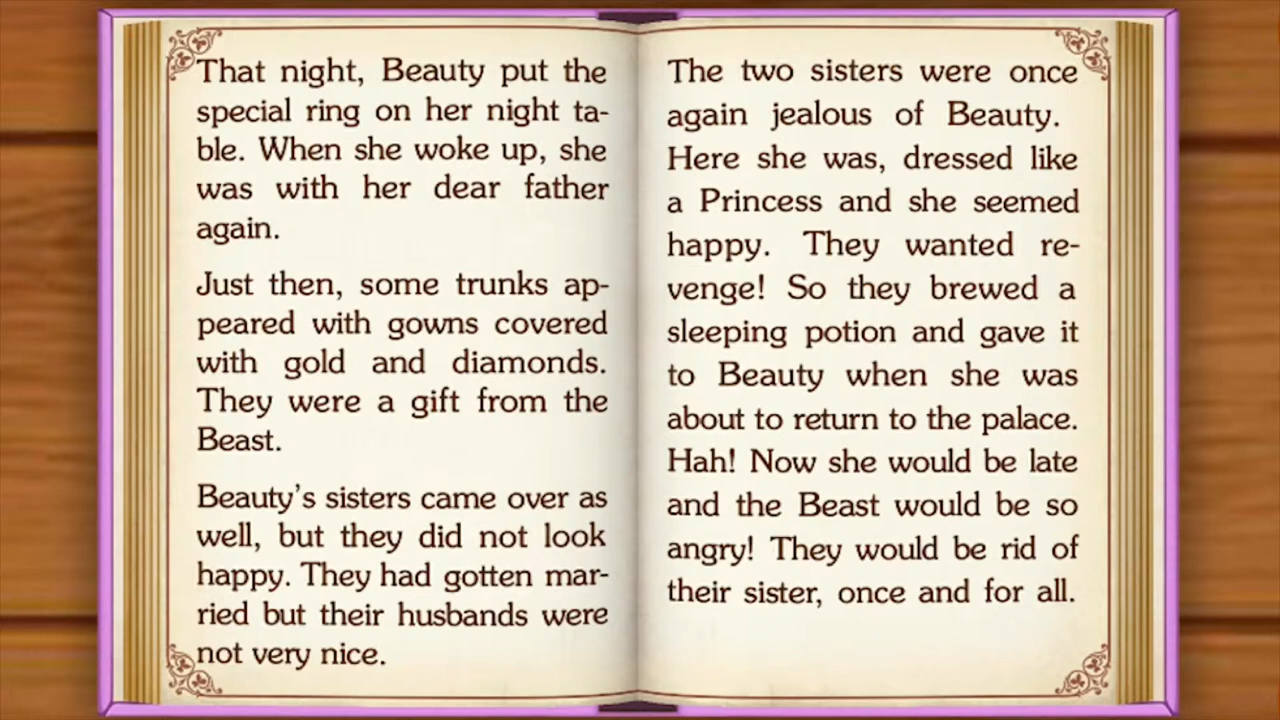 That night, Beauty put the
special ring on her night ta-
ble. When she woke up, she
was with her dear father
again.
Just then, some trunks ap-
peared with gowns covered
with gold and diamonds.
They were a gift from the
Beast.
Beauty's sisters came over as
well, but they did not look
happy. They had gotten mar-
ried but their husbands were
not very nice.
The two sisters were once
again jealous of Beauty.
Here she was, dressed like
a Princess and she seemed
happy. They wanted re-
venge! So they brewed a
sleeping potion and gave it
to Beauty when she was
about to return to the palace.
Hah! Now she would be late
and the Beast would be so
angry! They would be rid of
their sister, once and for all.